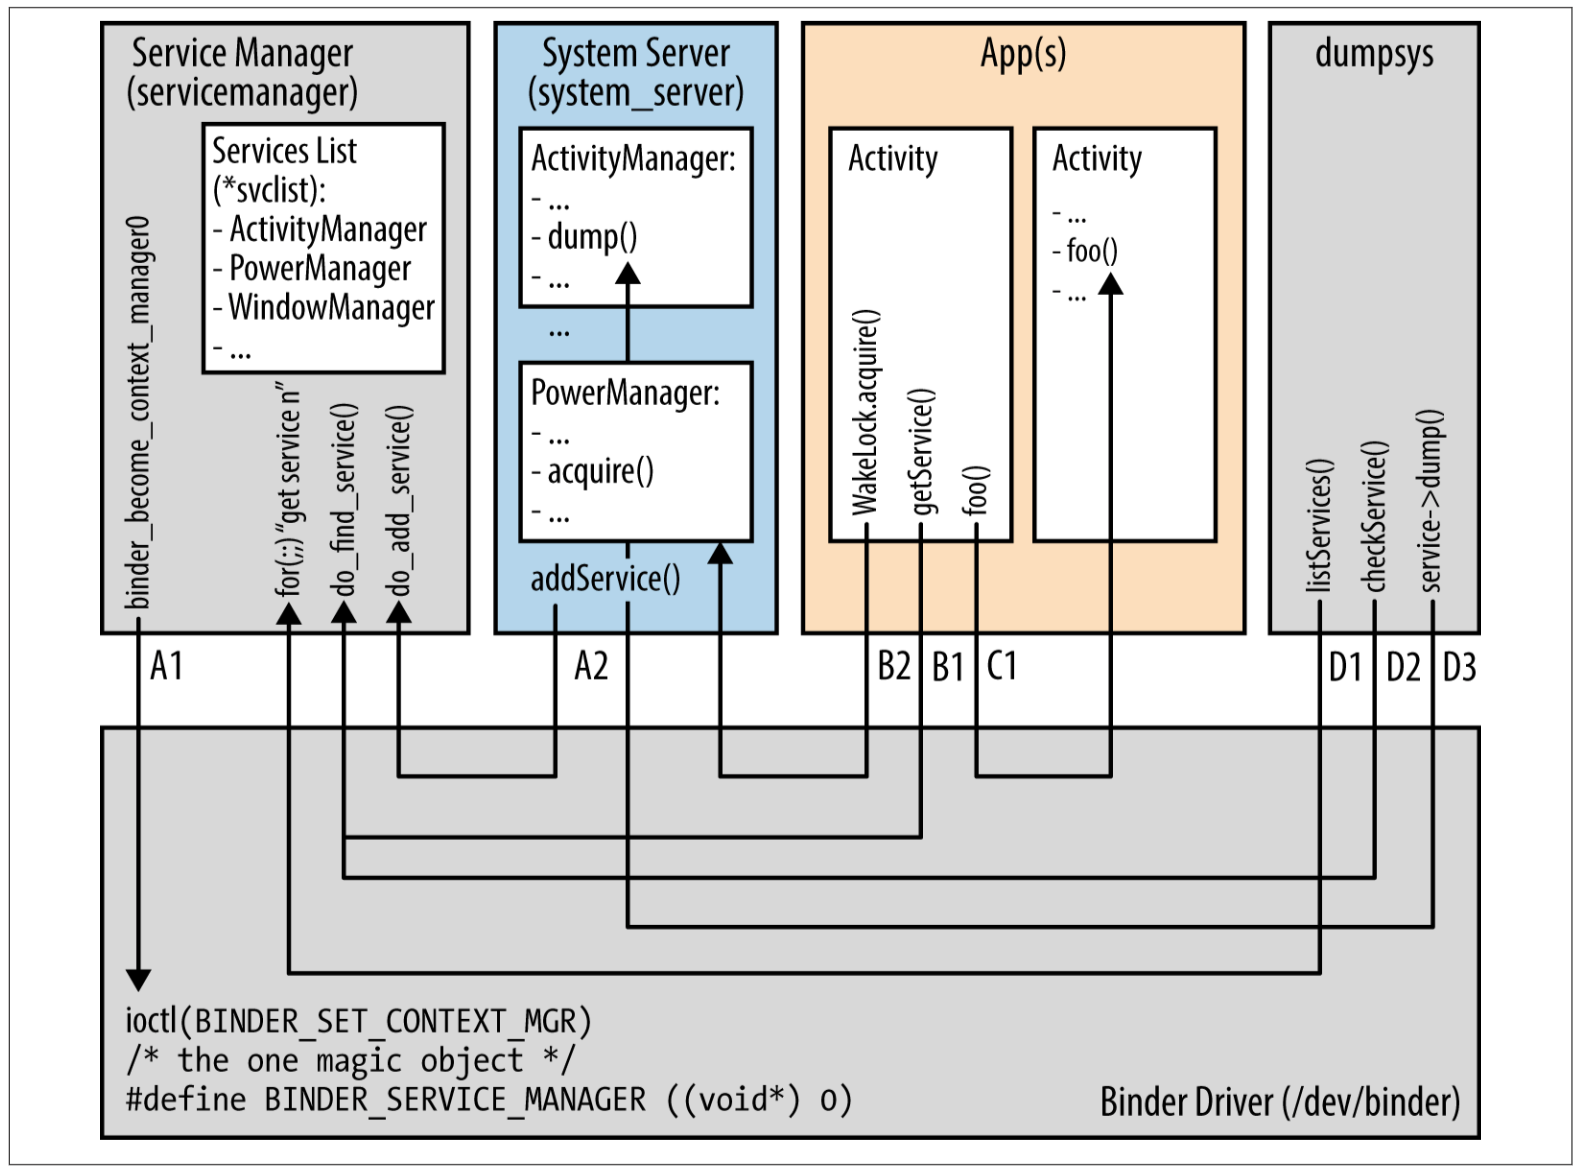 Service Manager
(servicemanager)
Services List
(*svclist):
- ActivityManager
- PowerManager
- WindowManager
- ...
binder_become_context_manager0
for(;;) “get service n”
do_find_service()
do_add_service()
System Server
(system_server)
ActivityManager:
- ...
- dump()
- ...
...
PowerManager:
- ...
- acquire()
- ...
addService()
App(s)
Activity
WakeLock.acquire()
getService()
foo()
Activity
- ...
- foo()
- ...
dumpsys
listServices()
checkService()
service->dump()
A1
A2
B2
B1
C1
D1
D2
D3
ioctl(BINDER_SET_CONTEXT_MGR)
/* the one magic object */
#define BINDER_SERVICE_MANAGER ((void*) 0)
Binder Driver (/dev/binder)